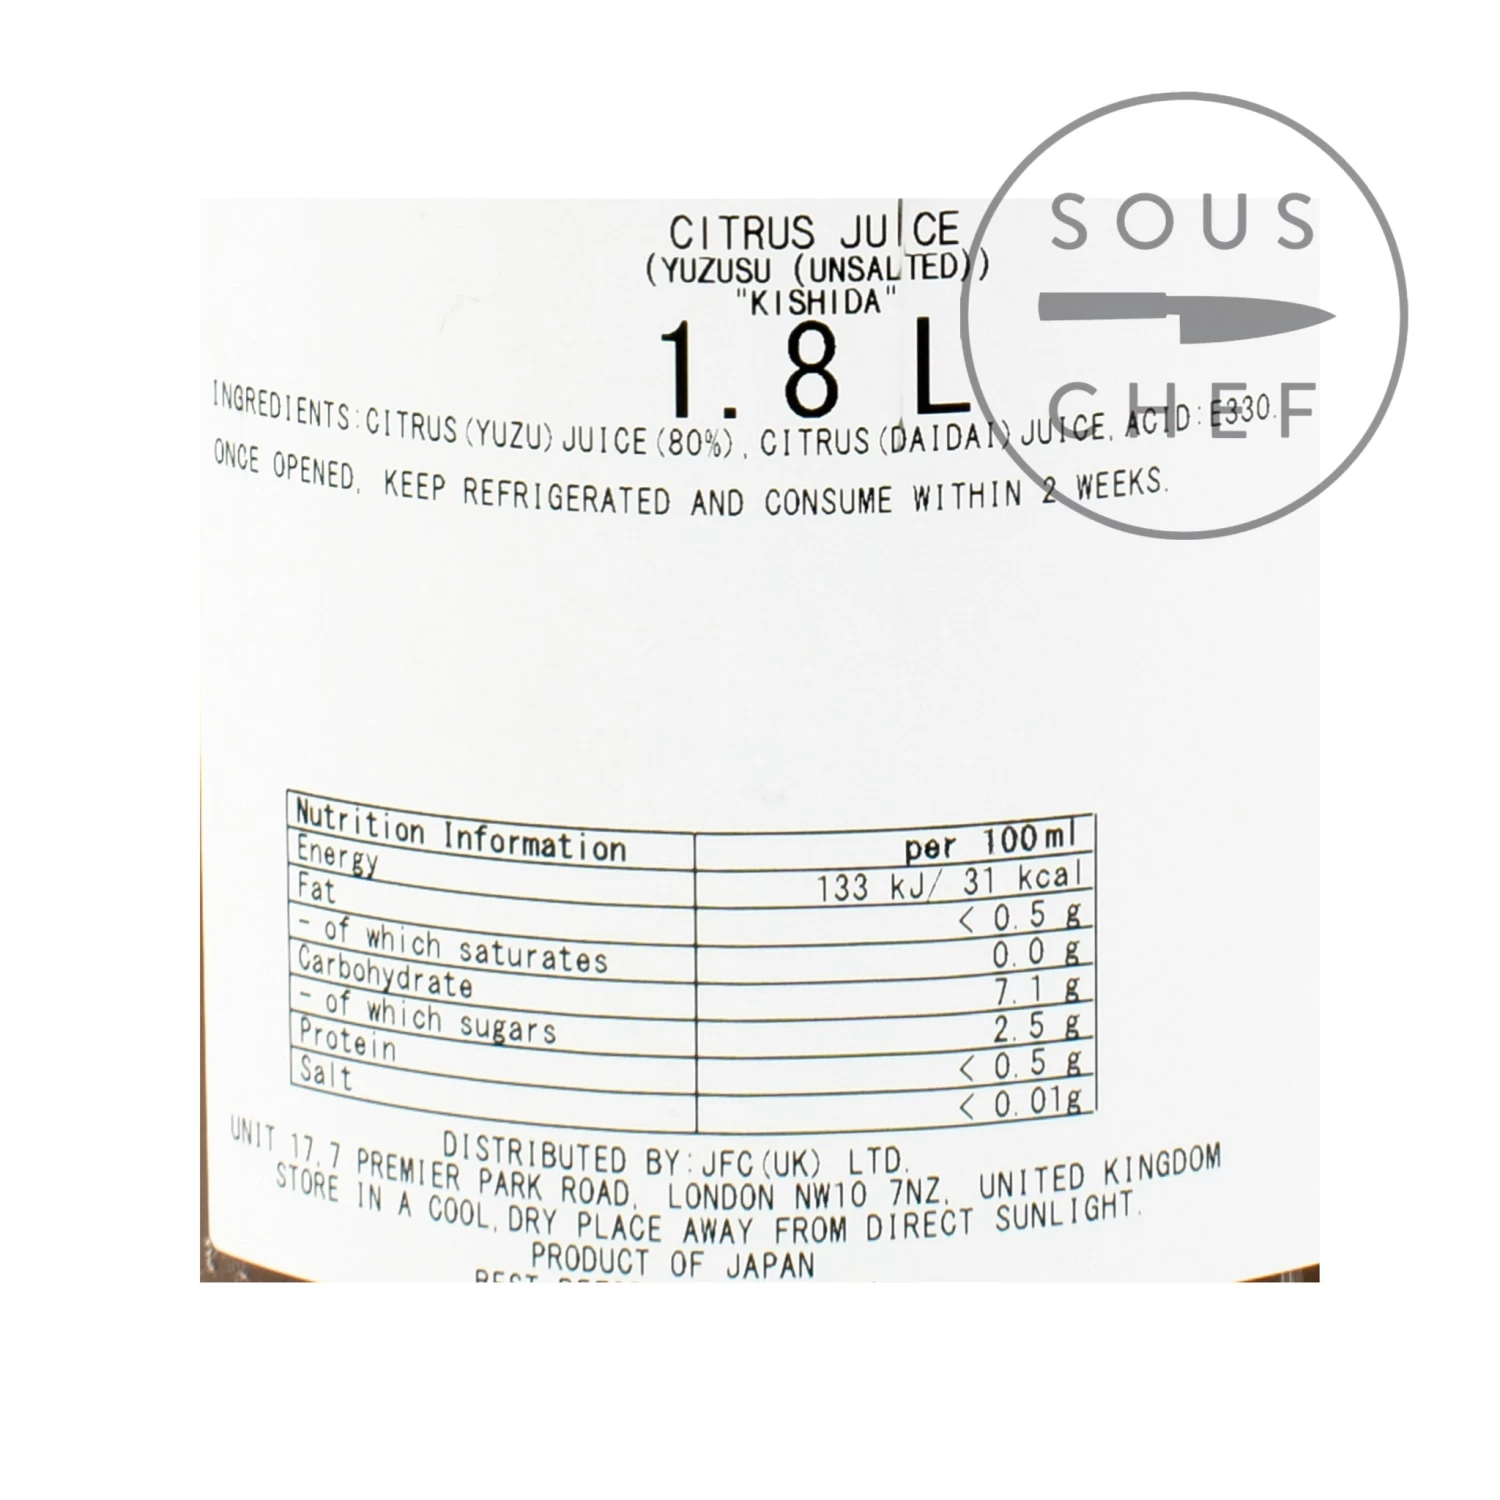 SOUS
CHEF
CITRUS JUICE
(YUZUSU (UNSALTED))
"KISHIDA"
1.8 L
INGREDIENTS:CITRUS(YUZU)JUICE(80%), CITRUS(DAIDAI)JUICE, ACID:E330.
ONCE OPENED, KEEP REFRIGERATED AND CONSUME WITHIN 2 WEEKS.
Nutrition Information per 100ml
Energy 133 kJ/ 31 kcal
Fat < 0.5 g
- of which saturates 0.0 g
Carbohydrate 7.1 g
- of which sugars 2.5 g
Protein < 0.5 g
Salt < 0.01g
DISTRIBUTED BY:JFC(UK) LTD.
UNIT 17,7 PREMIER PARK ROAD, LONDON NW10 7NZ, UNITED KINGDOM
STORE IN A COOL,DRY PLACE AWAY FROM DIRECT SUNLIGHT.
PRODUCT OF JAPAN